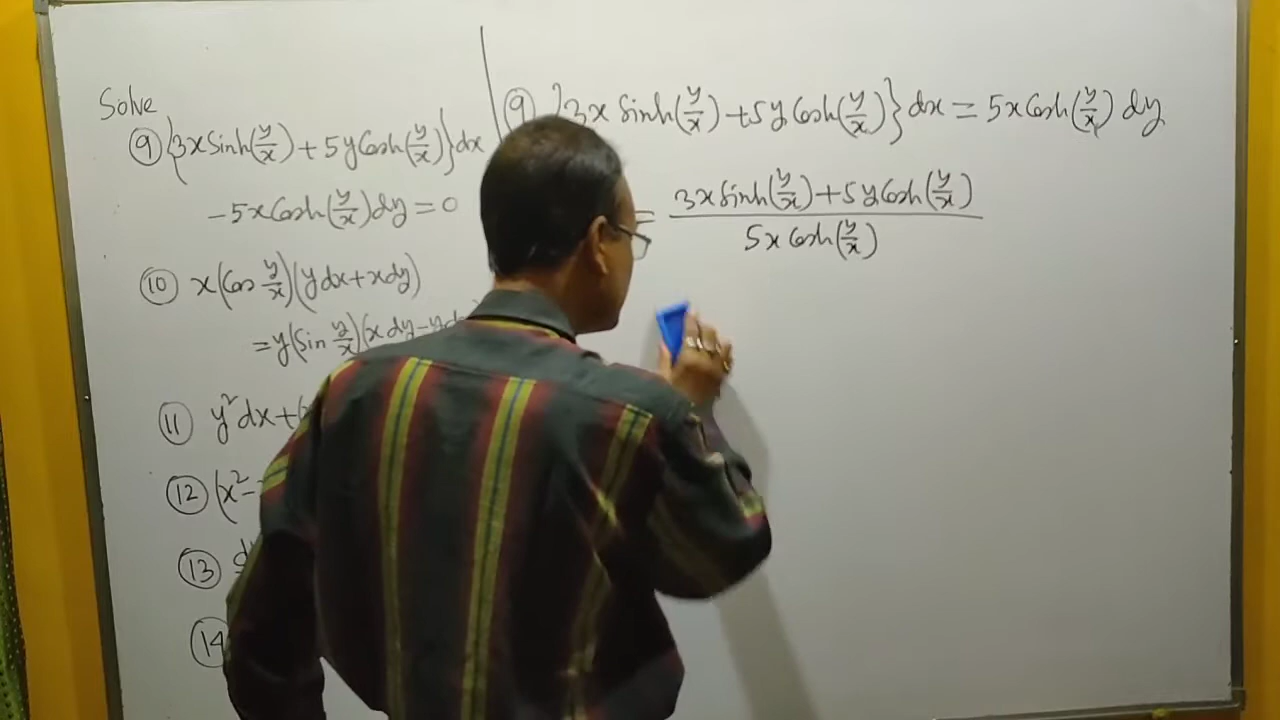 Solve
⑨ {3x Sinh(y/x) + 5y Cosh(y/x)} dx
- 5x Cosh(y/x) dy = 0
⑩ x(Cos y/x)(y dx + x dy)
= y(Sin y/x)(x dy - y
⑪ y² dx + (
⑫ (x² -
⑬ d
⑭
⑨ }3x Sinh(y/x) + 5y Cosh(y/x)} dx = 5x Cosh(y/x) dy
= (3x Sinh(y/x) + 5y Cosh(y/x)) / (5x Cosh(y/x))